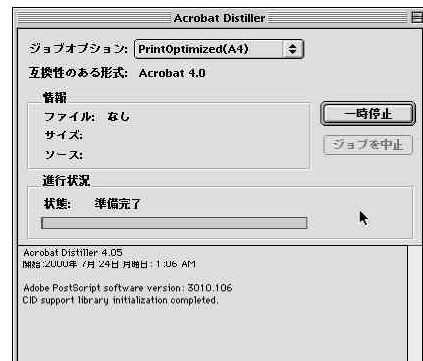 Acrobat Distiller
ジョブオプション: PrintOptimized(A4)
互換性のある形式: Acrobat 4.0
情報
ファイル: なし
サイズ:
ソース:
一時停止
ジョブを中止
進行状況
状態: 準備完了
Acrobat Distiller 4.05
開始:2000年 7月 24日 月曜日: 1:06 AM
Adobe PostScript software version: 3010.106
CID support library initialization completed.